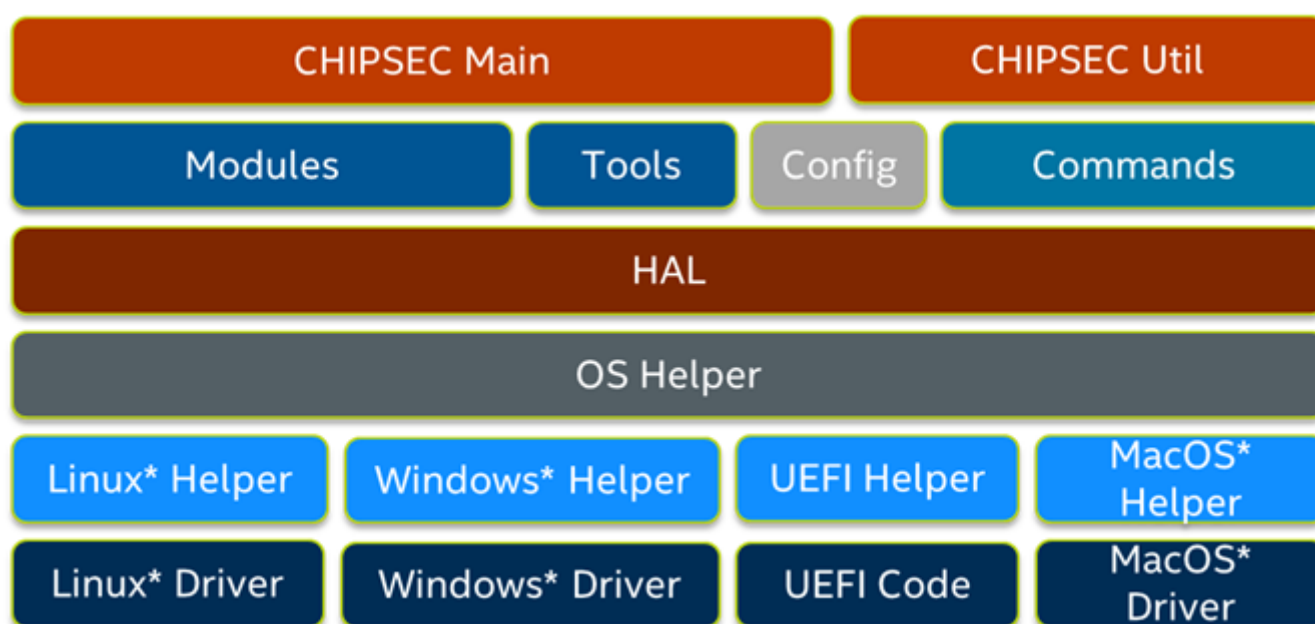 CHIPSEC Main
CHIPSEC Util
Modules
Tools
Config
Commands
HAL
OS Helper
Linux* Helper
Windows* Helper
UEFI Helper
MacOS*
Helper
Linux* Driver
Windows* Driver
UEFI Code
MacOS*
Driver